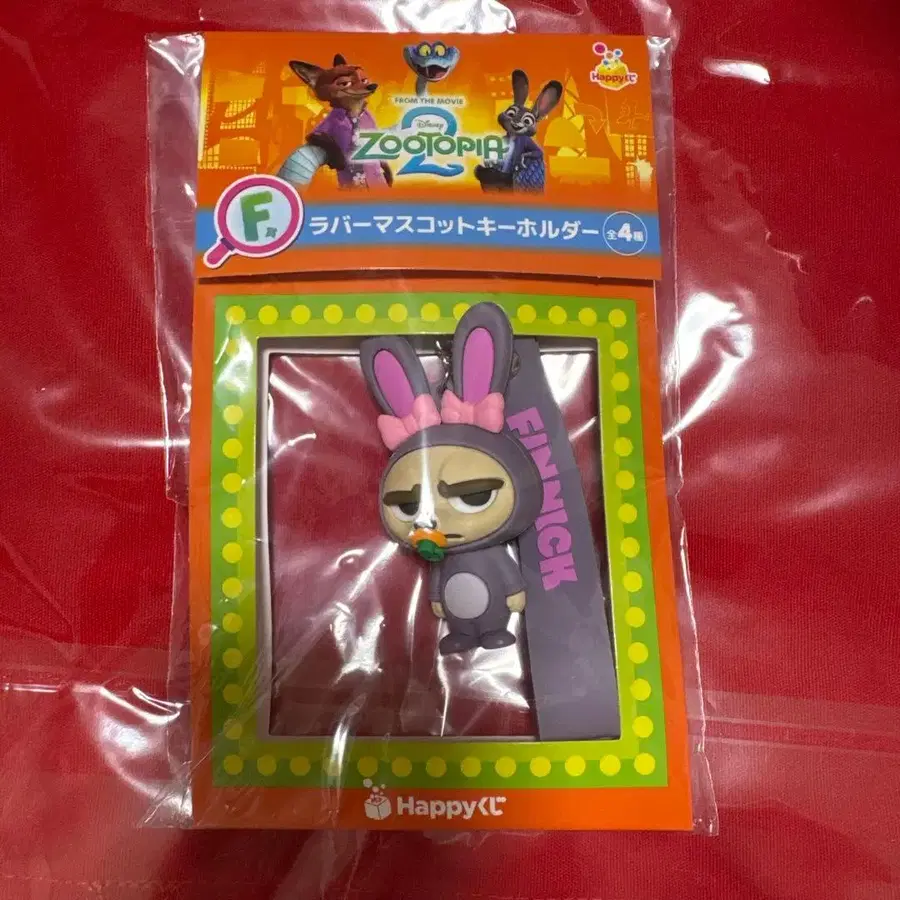 Happyくじ
FROM THE MOVIE
Disney
ZOOTOPIA
2
F賞
ラバーマスコットキーホルダー
全4種
FINNICK
Happyくじ